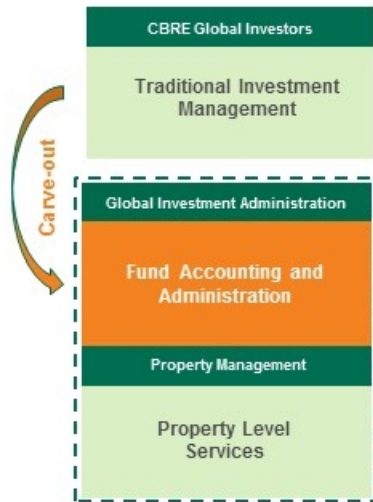 CBRE Global Investors
Traditional Investment
Management
Carve-out
Global Investment Administration
Fund Accounting and
Administration
Property Management
Property Level
Services